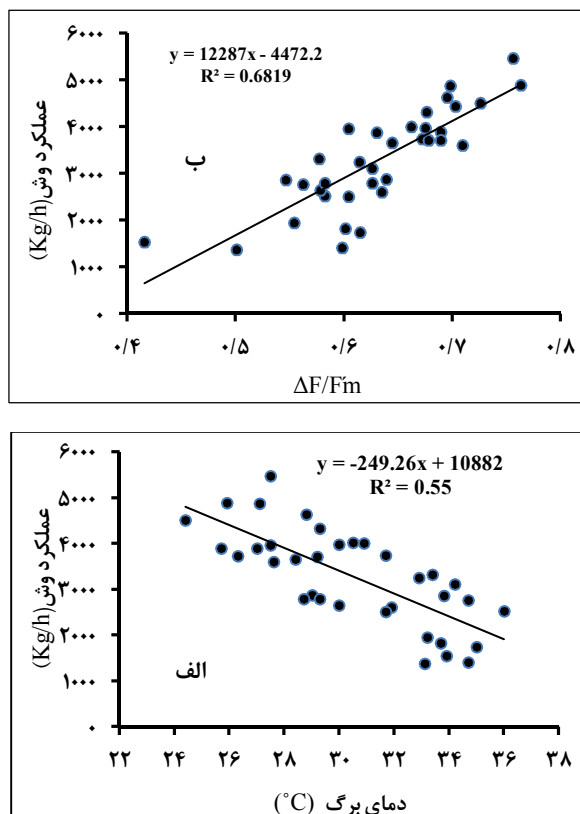 عملکرد وش(Kg/h)
۶۰۰۰
۵۰۰۰
۴۰۰۰
۳۰۰۰
۲۰۰۰
۱۰۰۰
۰
y = 12287x - 4472.2
R² = 0.6819
ب
۰/۴ ۰/۵ ۰/۶ ۰/۷ ۰/۸
ΔF/F'm
عملکرد وش(Kg/h)
۶۰۰۰
۵۰۰۰
۴۰۰۰
۳۰۰۰
۲۰۰۰
۱۰۰۰
۰
y = -249.26x + 10882
R² = 0.55
الف
۲۲ ۲۴ ۲۶ ۲۸ ۳۰ ۳۲ ۳۴ ۳۶ ۳۸
دمای برگ (°C)